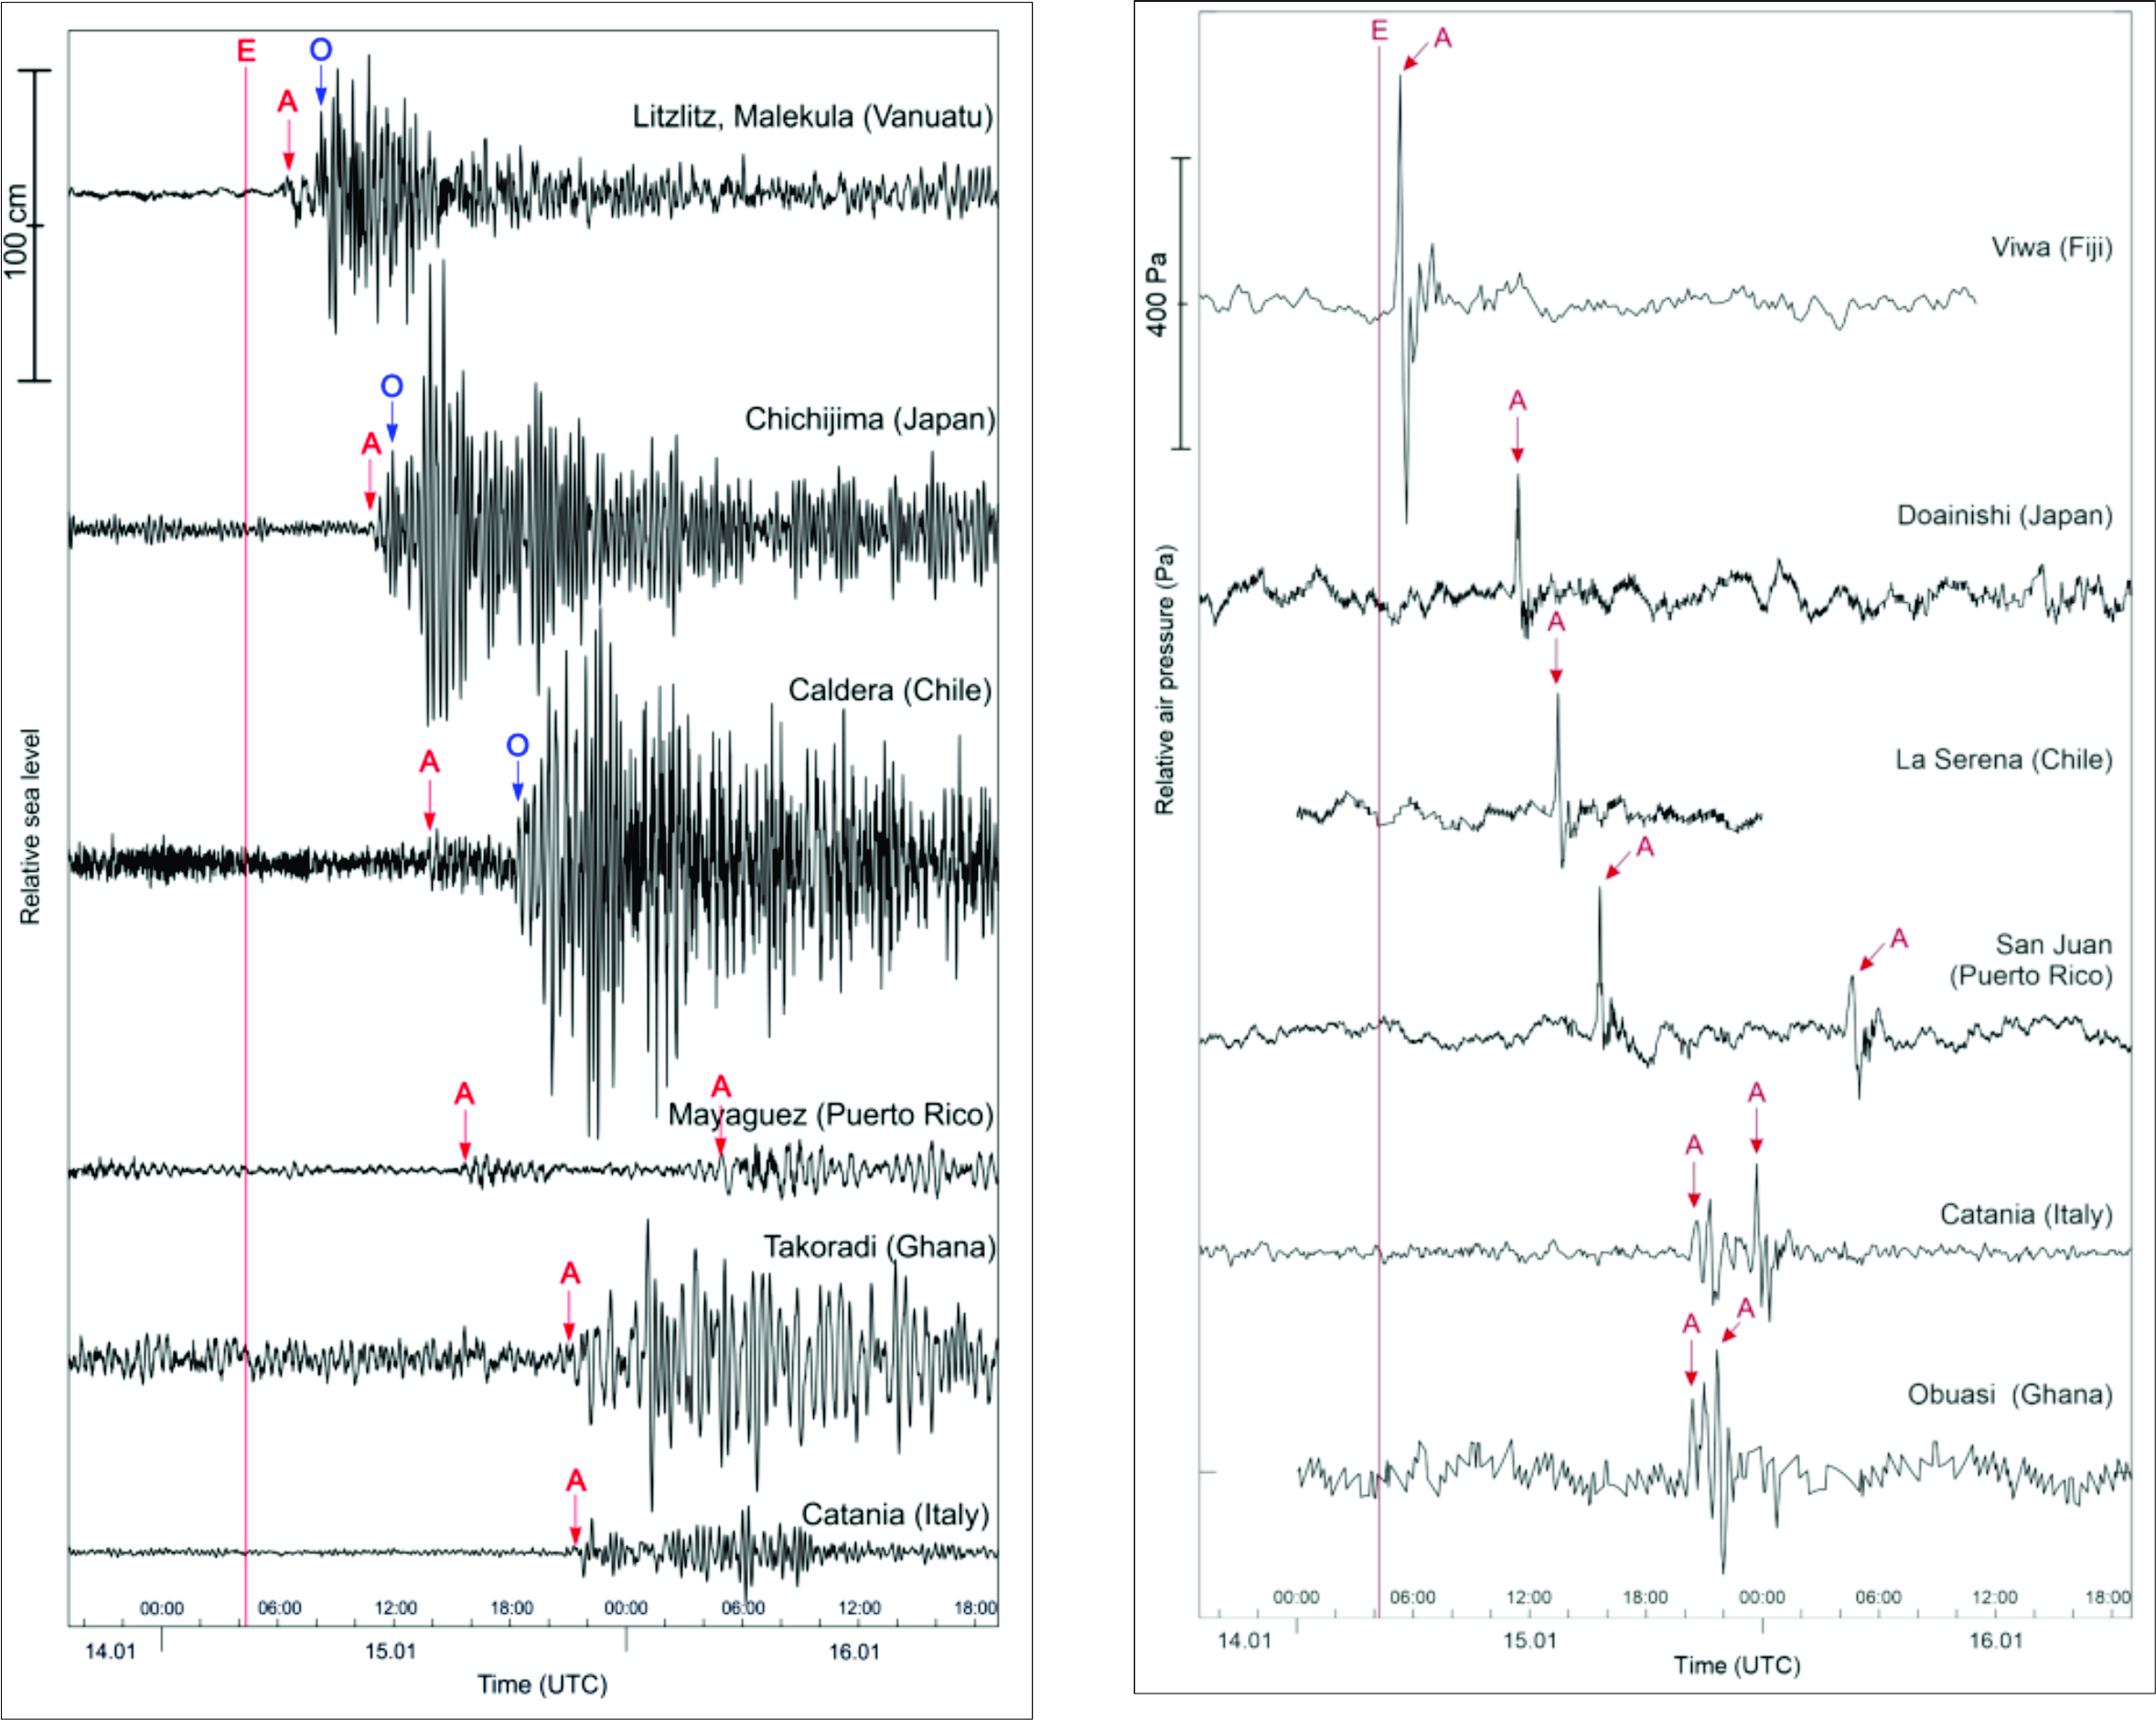 E
O
A
Litzlitz, Malekula (Vanuatu)
100 cm
O
Chichijima (Japan)
A
Caldera (Chile)
O
A
Relative sea level
A
A
Mayaguez (Puerto Rico)
Takoradi (Ghana)
A
A
Catania (Italy)
00:00 06:00 12:00 18:00 00:00 06:00 12:00 18:00
14.01 15.01 16.01
Time (UTC)
E
A
Viwa (Fiji)
400 Pa
A
Doainishi (Japan)
Relative air pressure (Pa)
A
La Serena (Chile)
A
A
San Juan
(Puerto Rico)
A
A
Catania (Italy)
A
A
Obuasi (Ghana)
00:00 06:00 12:00 18:00 00:00 06:00 12:00 18:00
14.01 15.01 16.01
Time (UTC)